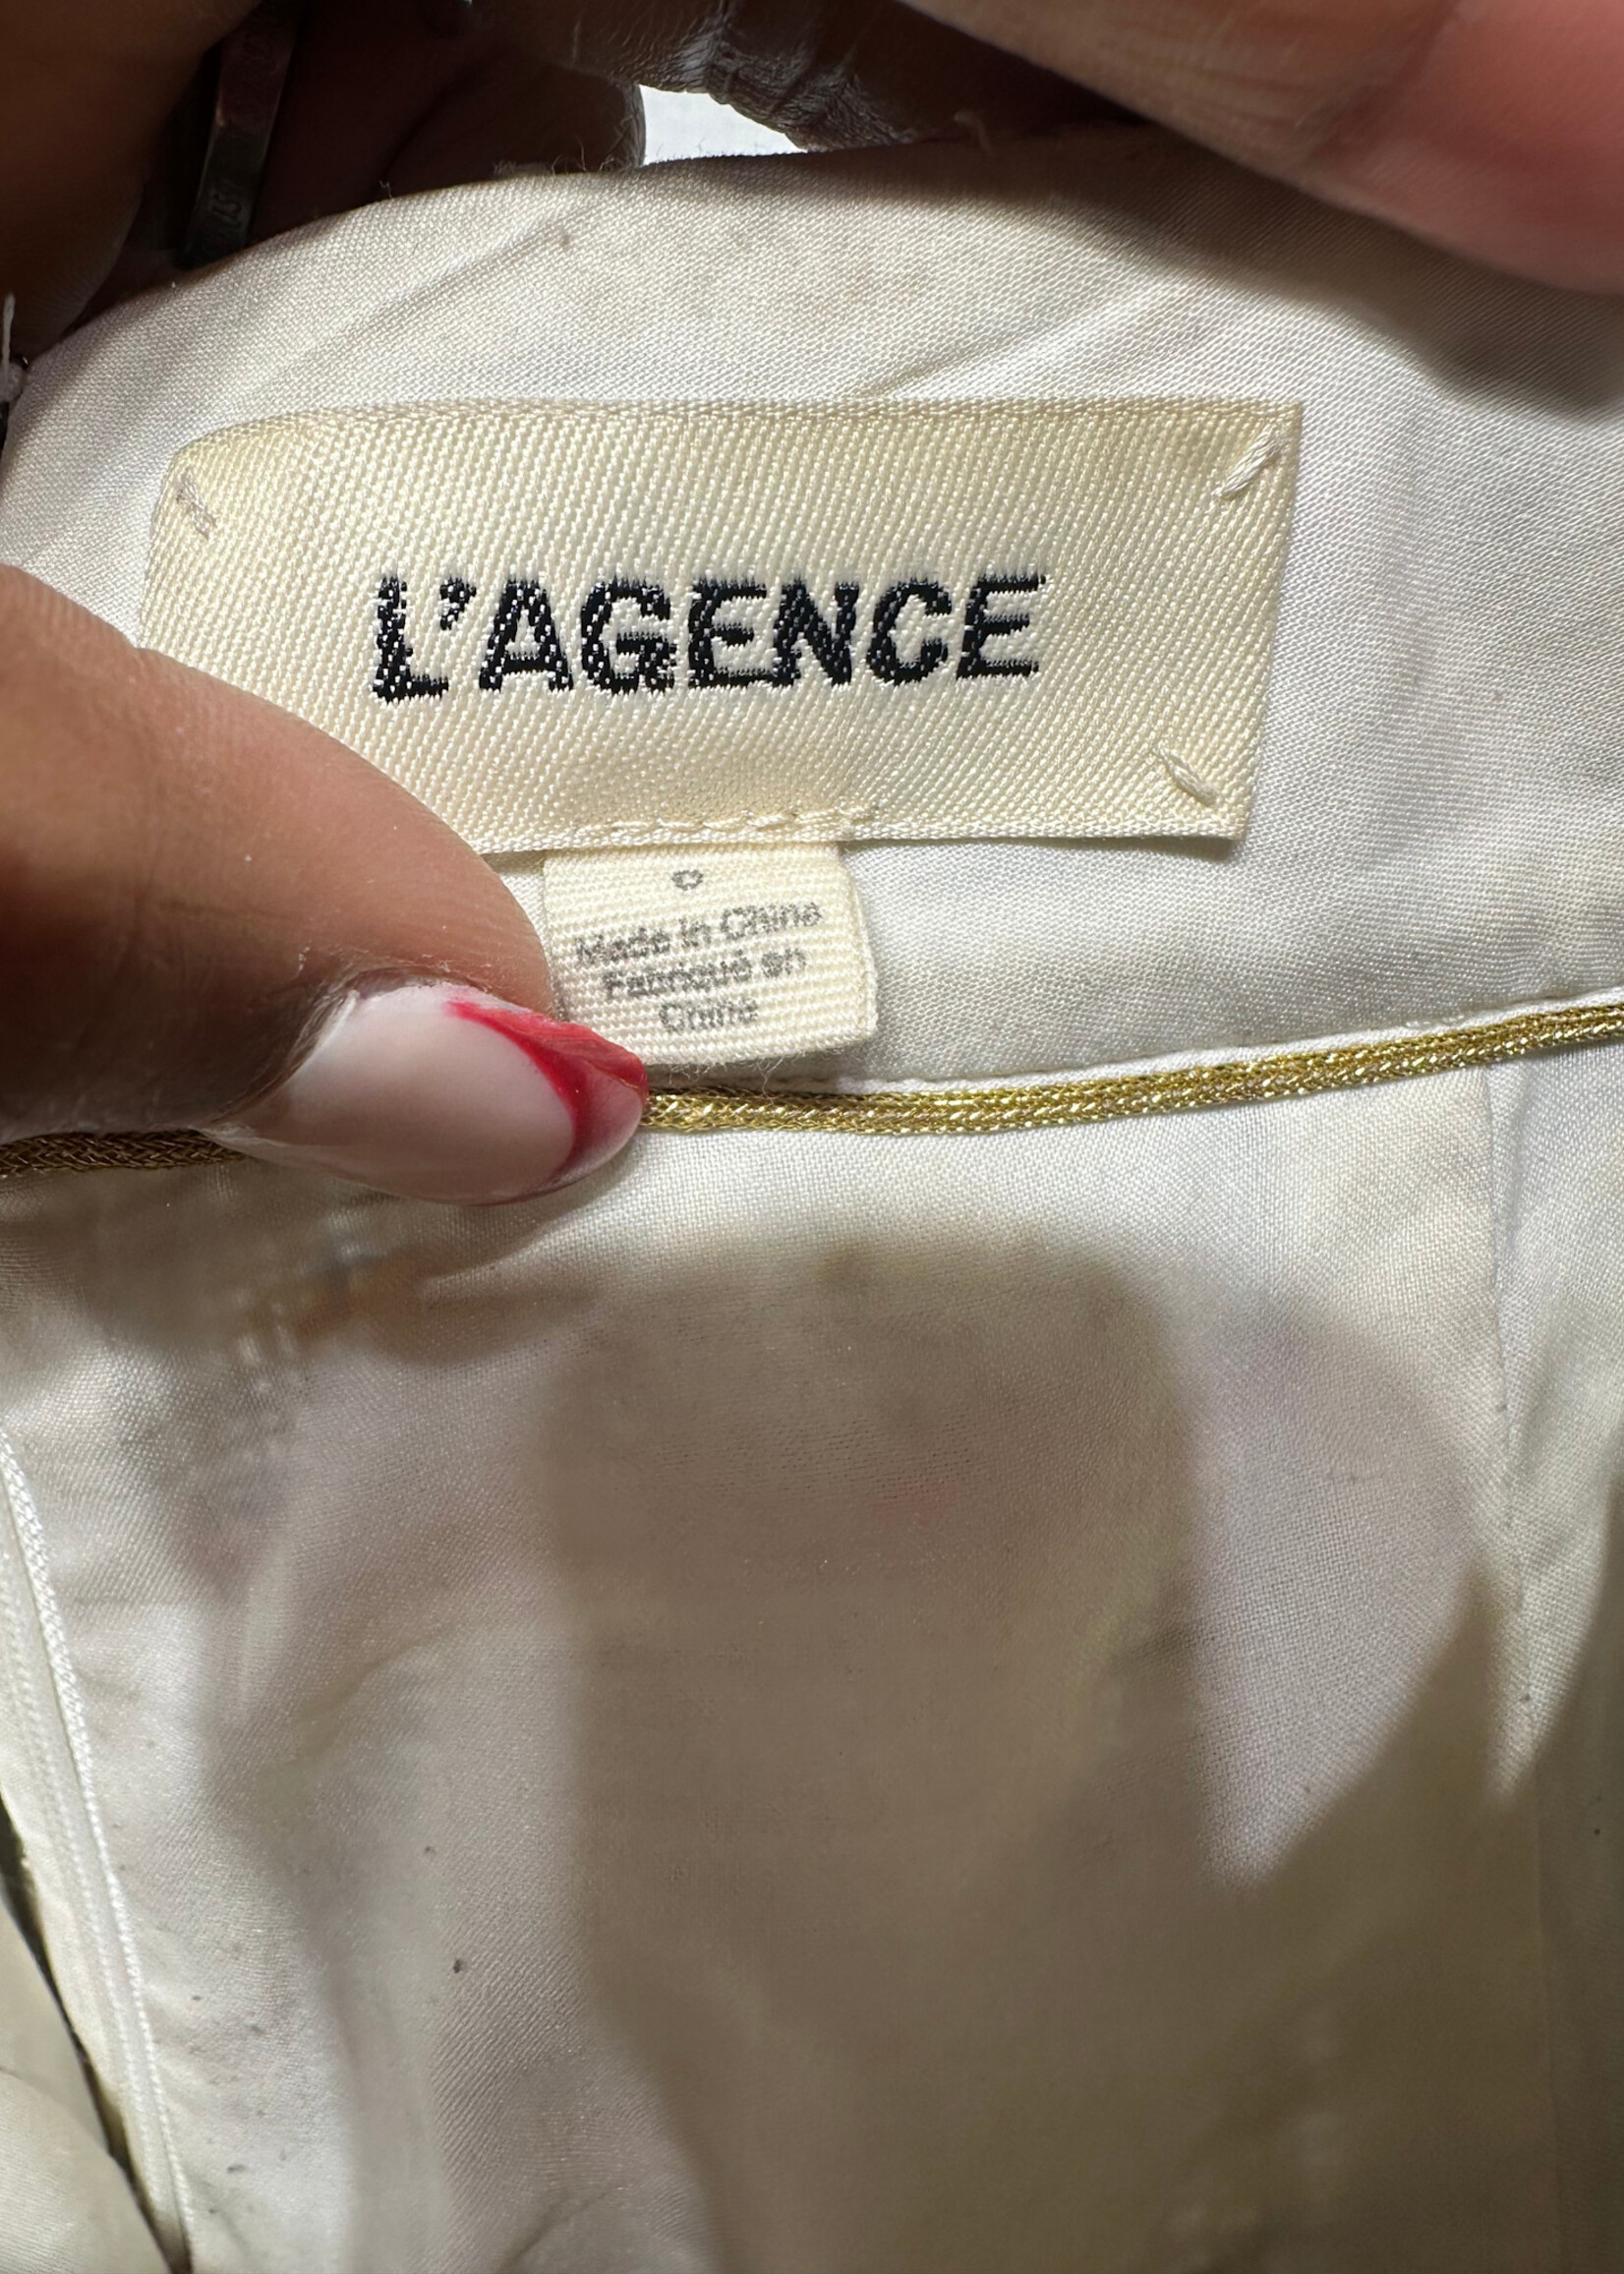 L'AGENCE
0
Made in China
Fabriqué en
Chine